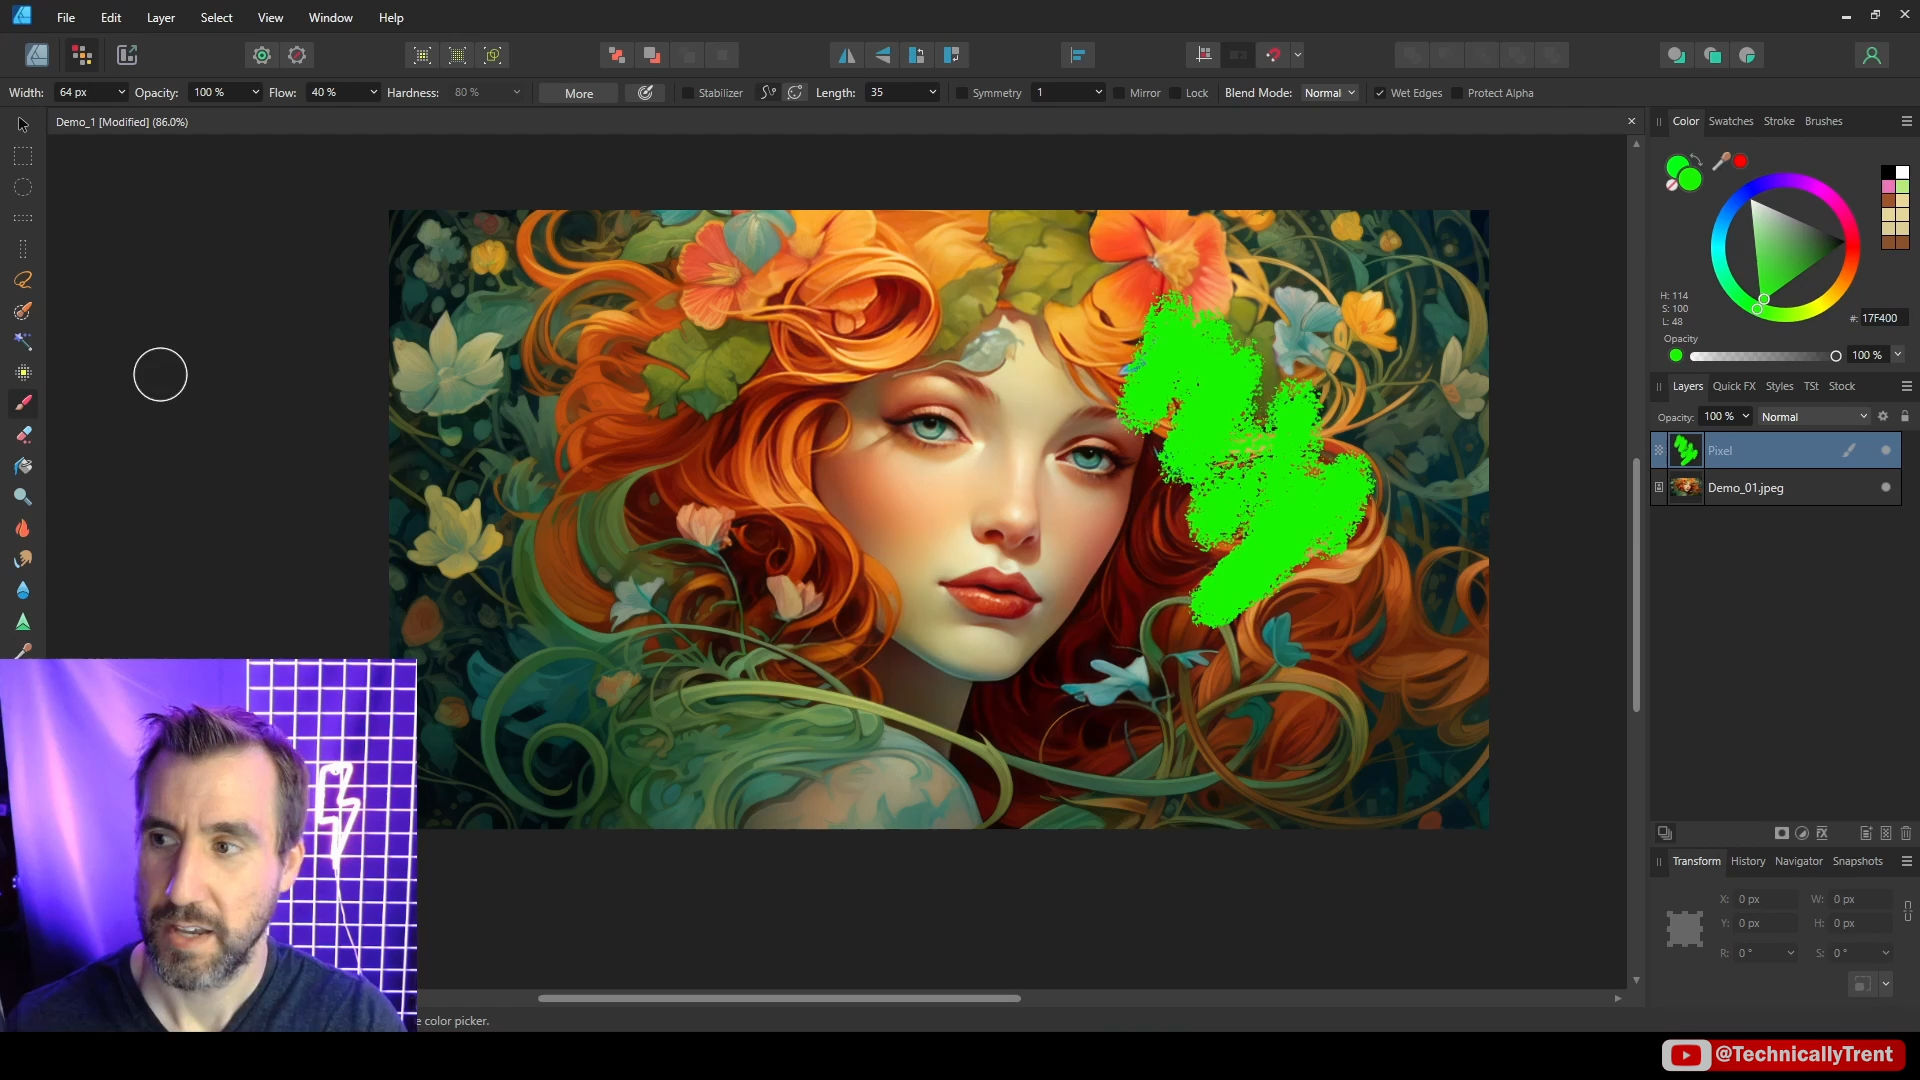 File Edit Layer Select View Window Help
Width: 64 px Opacity: 100 % Flow: 40 % Hardness: 80 % More Stabilizer Length: 35 Symmetry 1 Mirror Lock Blend Mode: Normal Wet Edges Protect Alpha
Demo_1 [Modified] (86.0%)
Color Swatches Stroke Brushes
H: 114
S: 100
L: 48
#: 17F400
Opacity
100 %
Layers Quick FX Styles TSt Stock
Opacity: 100 % Normal
Pixel
Demo_01.jpeg
Transform History Navigator Snapshots
X: 0 px W: 0 px
Y: 0 px H: 0 px
R: 0 ° S: 0 °
color picker.
@TechnicallyTrent